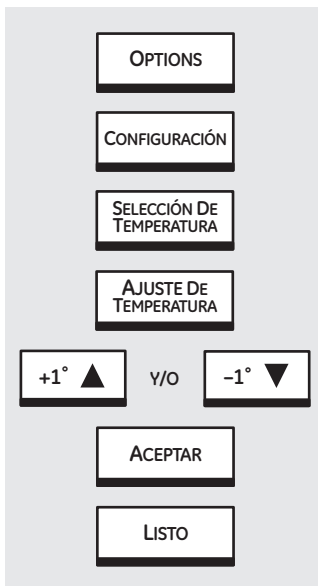 OPTIONS
CONFIGURACIÓN
SELECCIÓN DE
TEMPERATURA
AJUSTE DE
TEMPERATURA
+1° ▲ Y/O −1° ▼
ACEPTAR
LISTO